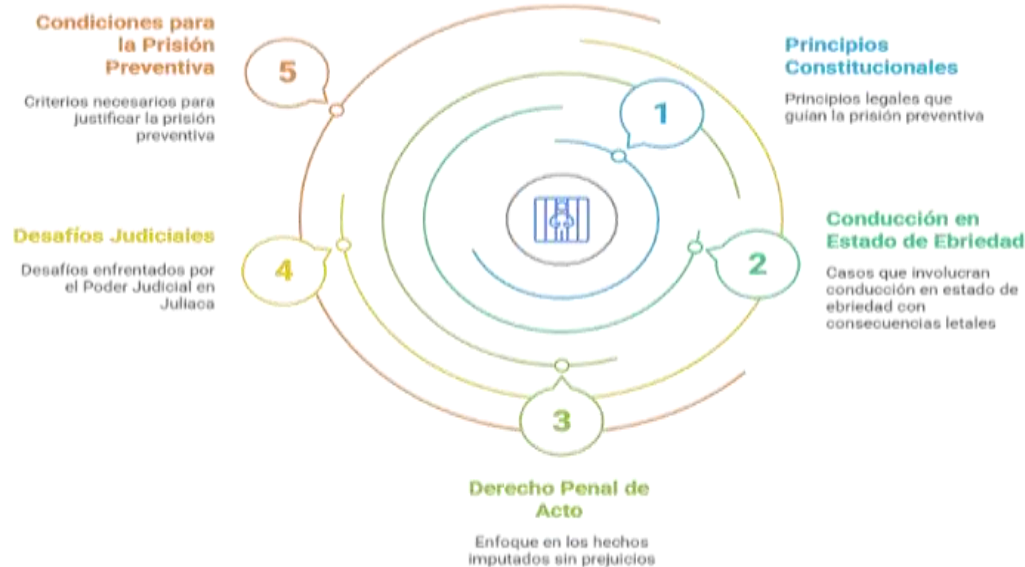 Condiciones para
la Prisión
Preventiva
Criterios necesarios para
justificar la prisión
preventiva
5
1
Principios
Constitucionales
Principios legales que
guían la prisión preventiva
Desafíos Judiciales
Desafíos enfrentados por
el Poder Judicial en
Juliaca
4
2
Conducción en
Estado de Ebriedad
Casos que involucran
conducción en estado de
ebriedad con
consecuencias letales
3
Derecho Penal de
Acto
Enfoque en los hechos
imputados sin prejuicios